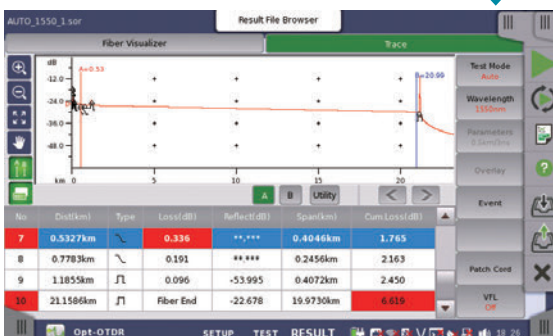 AUTO_1550_1.sor
Result File Browser
Fiber Visualizer
Trace
Test Mode
Auto
Wavelength
1550nm
Parameters
Overlay
Event
Patch Cord
VFL
Off
dB
-12.0
-24.0
-36.0
-48.0
A=0.53
B=20.99
km 0 5 10 15 20
A B Utility < >
No Dist(km) Type Loss(dB) Reflect(dB) Span(km) Cum.Loss(dB)
7 0.5327km 0.336 **.*** 0.4046km 1.765
8 0.7783km 0.191 **.*** 0.2456km 2.163
9 1.1855km 0.096 -53.995 0.4072km 2.450
10 21.1586km Fiber End -22.678 19.9730km 6.619
Opt-OTDR SETUP TEST RESULT 18 26